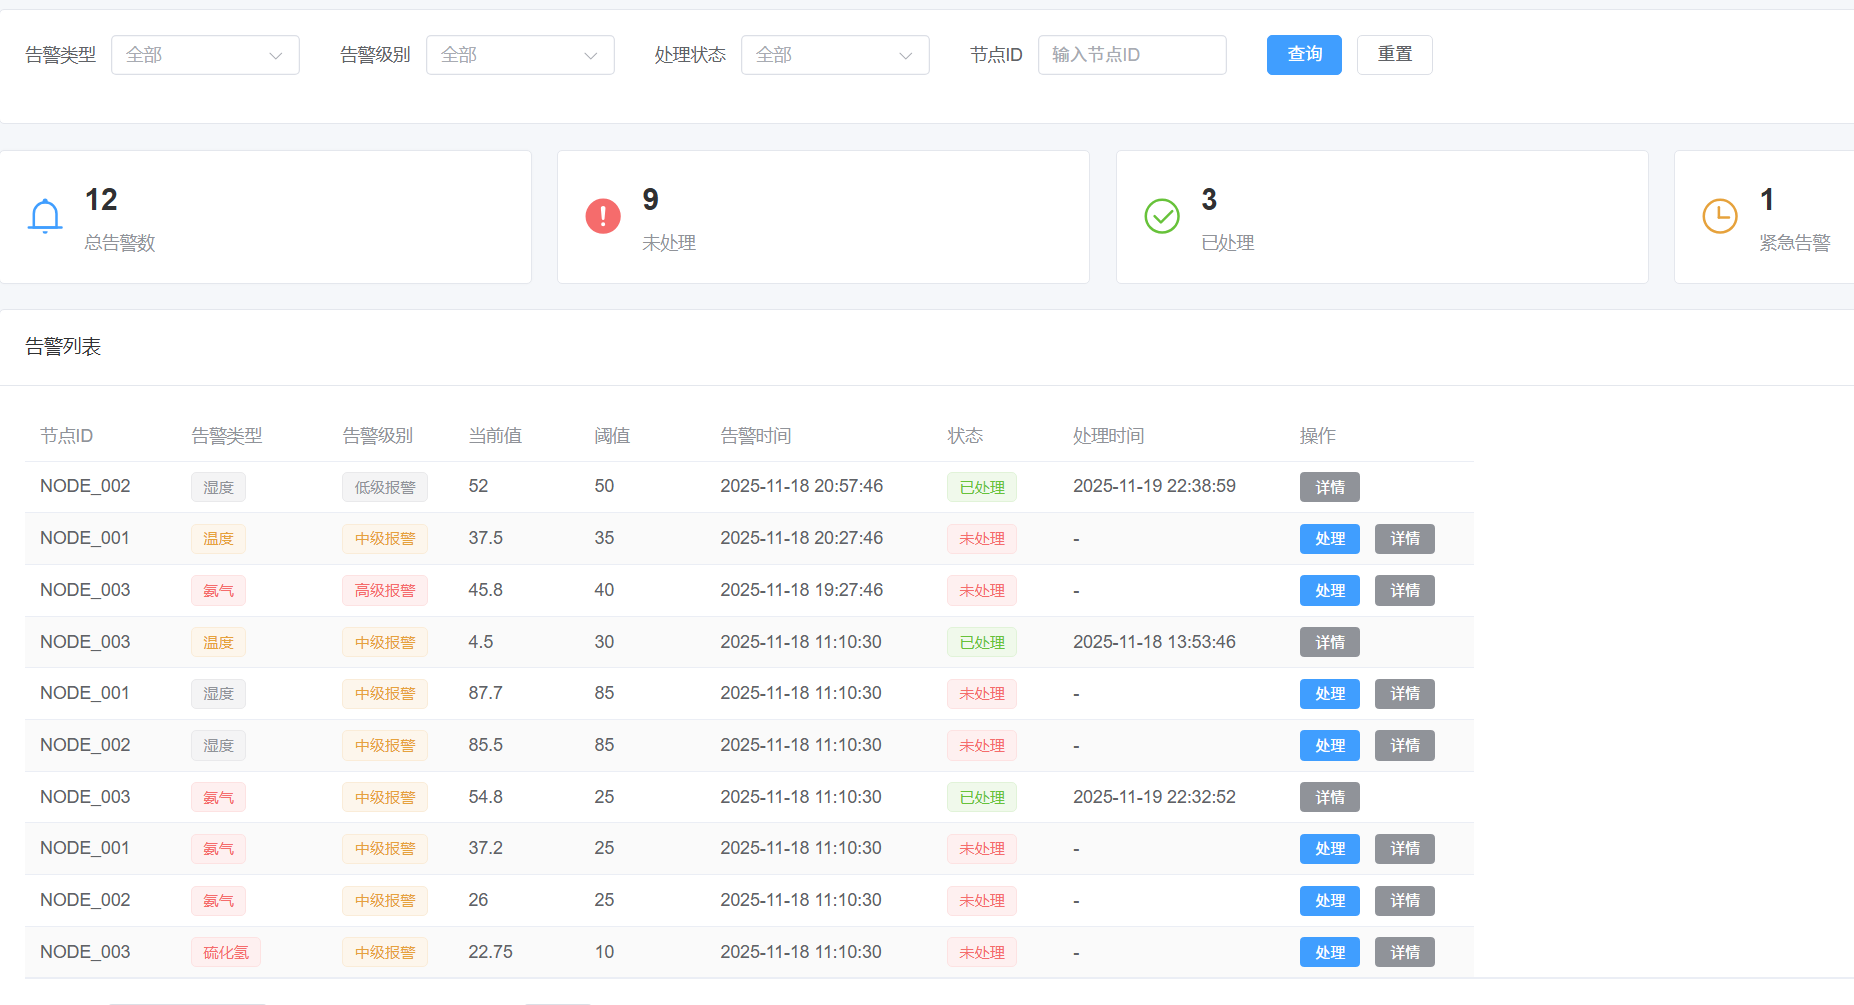 告警类型 全部 告警级别 全部 处理状态 全部 节点ID 输入节点ID 查询 重置
12 9 3 1
总告警数 未处理 已处理 紧急告警
告警列表
节点ID 告警类型 告警级别 当前值 阈值 告警时间 状态 处理时间 操作
NODE_002 湿度 低级报警 52 50 2025-11-18 20:57:46 已处理 2025-11-19 22:38:59 详情
NODE_001 温度 中级报警 37.5 35 2025-11-18 20:27:46 未处理 - 处理 详情
NODE_003 氨气 高级报警 45.8 40 2025-11-18 19:27:46 未处理 - 处理 详情
NODE_003 温度 中级报警 4.5 30 2025-11-18 11:10:30 已处理 2025-11-18 13:53:46 详情
NODE_001 湿度 中级报警 87.7 85 2025-11-18 11:10:30 未处理 - 处理 详情
NODE_002 湿度 中级报警 85.5 85 2025-11-18 11:10:30 未处理 - 处理 详情
NODE_003 氨气 中级报警 54.8 25 2025-11-18 11:10:30 已处理 2025-11-19 22:32:52 详情
NODE_001 氨气 中级报警 37.2 25 2025-11-18 11:10:30 未处理 - 处理 详情
NODE_002 氨气 中级报警 26 25 2025-11-18 11:10:30 未处理 - 处理 详情
NODE_003 硫化氢 中级报警 22.75 10 2025-11-18 11:10:30 未处理 - 处理 详情